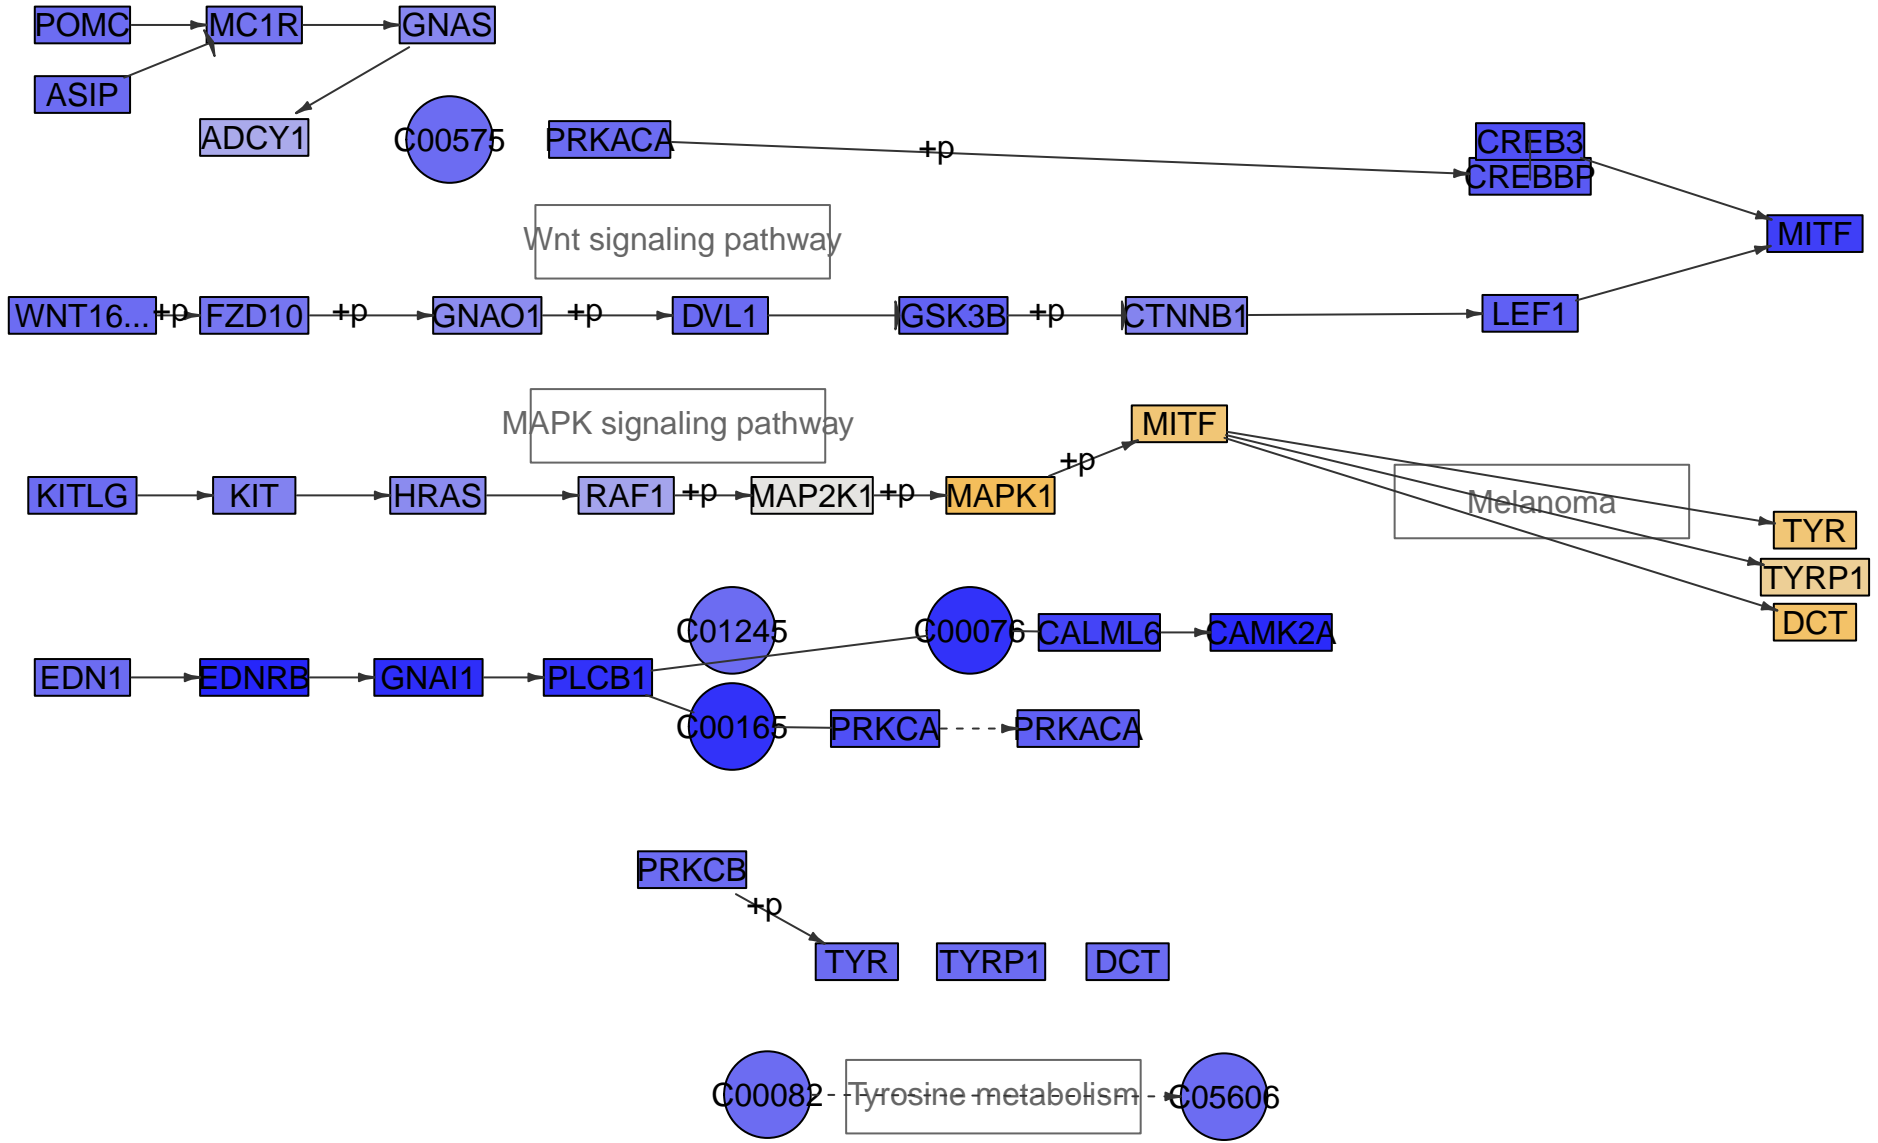 POMC
MC1R
GNAS
ASIP
ADCY1
C00575
PRKACA
+p
CREB3
CREBBP
Wnt signaling pathway
MITF
WNT16...
+p
FZD10
+p
GNAO1
+p
DVL1
GSK3B
+p
CTNNB1
LEF1
MAPK signaling pathway
MITF
+p
KITLG
KIT
HRAS
RAF1
+p
MAP2K1
+p
MAPK1
Melanoma
TYR
TYRP1
DCT
C01245
C00076
CALML6
CAMK2A
EDN1
EDNRB
GNAI1
PLCB1
C00165
PRKCA
PRKACA
PRKCB
+p
TYR
TYRP1
DCT
C00082
Tyrosine metabolism
C05606